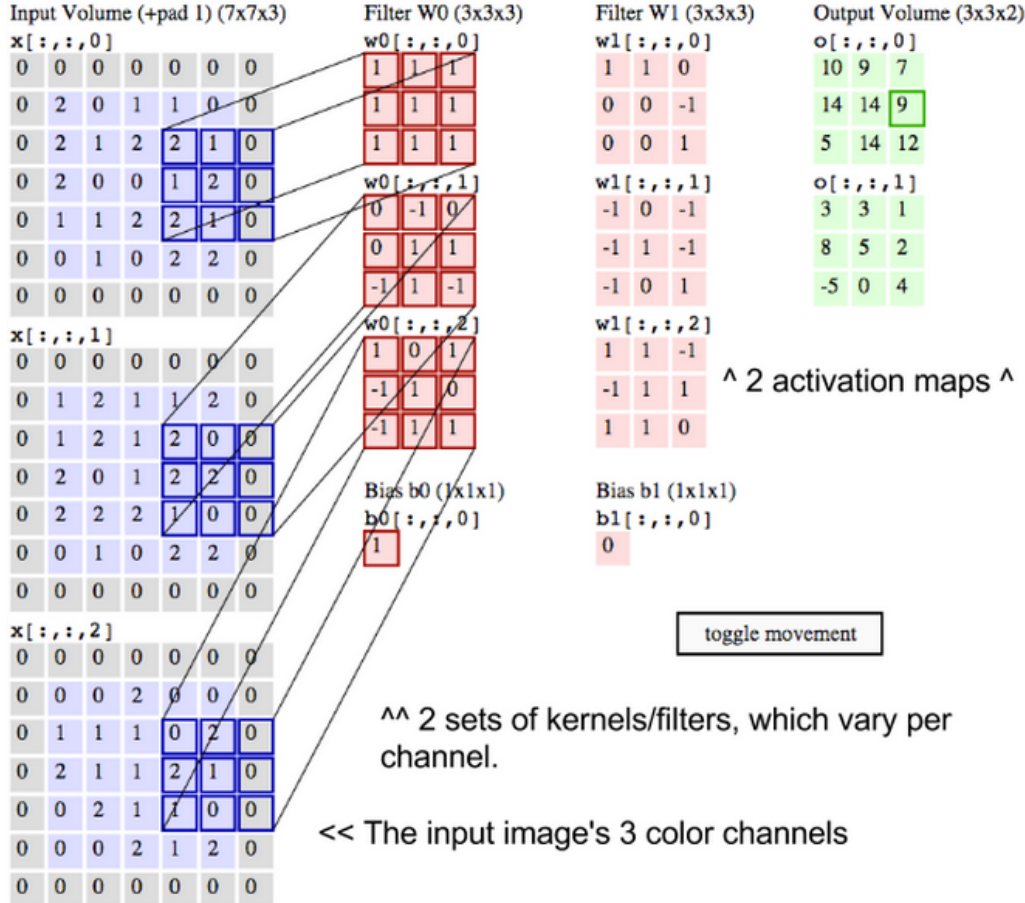 Input Volume (+pad 1) (7x7x3)
x[:,:,0]
0 0 0 0 0 0 0
0 2 0 1 1 0 0
0 2 1 2 2 1 0
0 2 0 0 1 2 0
0 1 1 2 2 1 0
0 0 1 0 2 2 0
0 0 0 0 0 0 0
x[:,:,1]
0 0 0 0 0 0 0
0 1 2 1 1 2 0
0 1 2 1 2 0 0
0 2 0 1 2 2 0
0 2 2 2 1 0 0
0 0 1 0 2 2 0
0 0 0 0 0 0 0
x[:,:,2]
0 0 0 0 0 0 0
0 0 0 2 0 0 0
0 1 1 1 0 2 0
0 2 1 1 2 1 0
0 0 2 1 1 0 0
0 0 0 2 1 2 0
0 0 0 0 0 0 0
Filter W0 (3x3x3)
w0[:,:,0]
1 1 1
1 1 1
1 1 1
w0[:,:,1]
0 -1 0
0 1 1
-1 1 -1
w0[:,:,2]
1 0 1
-1 1 0
-1 1 1
Bias b0 (1x1x1)
b0[:,:,0]
1
Filter W1 (3x3x3)
w1[:,:,0]
1 1 0
0 0 -1
0 0 1
w1[:,:,1]
-1 0 -1
-1 1 -1
-1 0 1
w1[:,:,2]
1 1 -1
-1 1 1
1 1 0
Bias b1 (1x1x1)
b1[:,:,0]
0
Output Volume (3x3x2)
o[:,:,0]
10 9 7
14 14 9
5 14 12
o[:,:,1]
3 3 1
8 5 2
-5 0 4
^ 2 activation maps ^
toggle movement
^^ 2 sets of kernels/filters, which vary per
channel.
<< The input image's 3 color channels